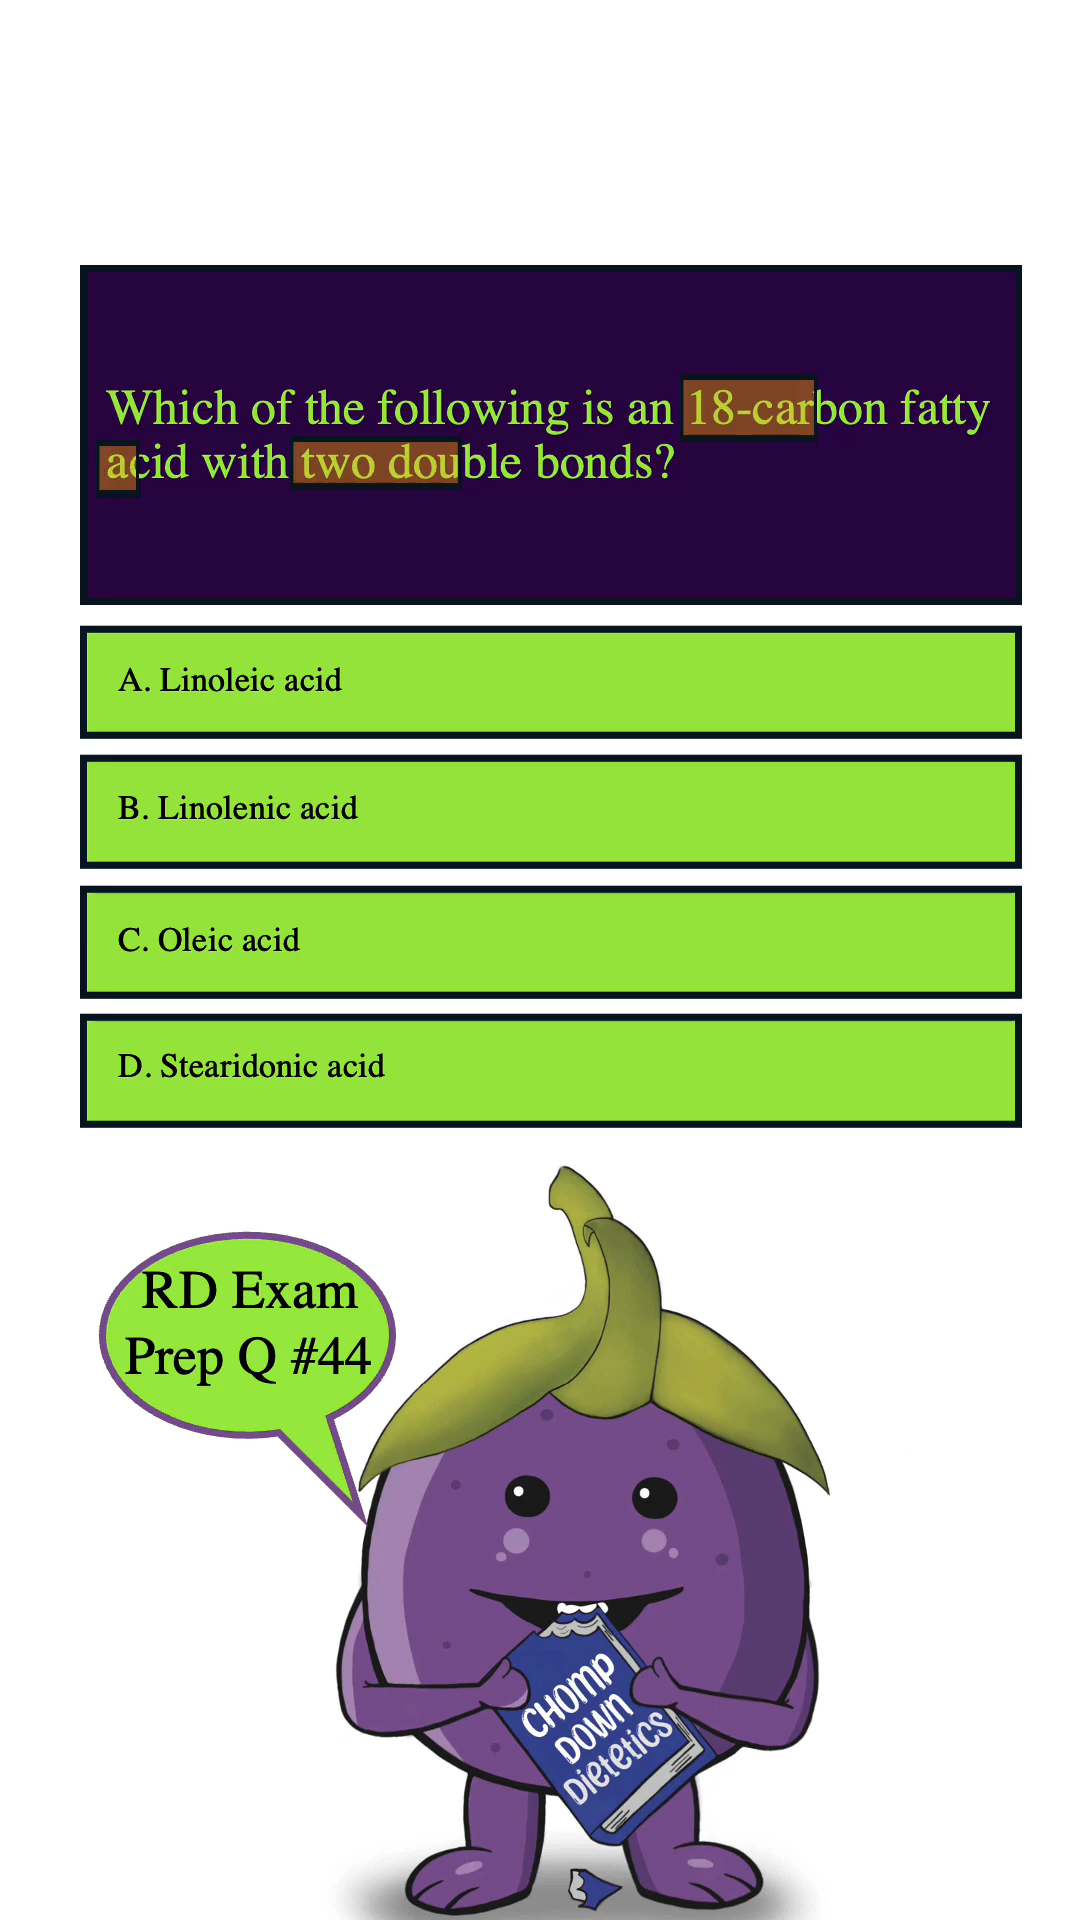 Which of the following is an 18-carbon fatty
acid with two double bonds?
A. Linoleic acid
B. Linolenic acid
C. Oleic acid
D. Stearidonic acid
RD Exam
Prep Q #44
CHOMP
DOWN
Dietetics